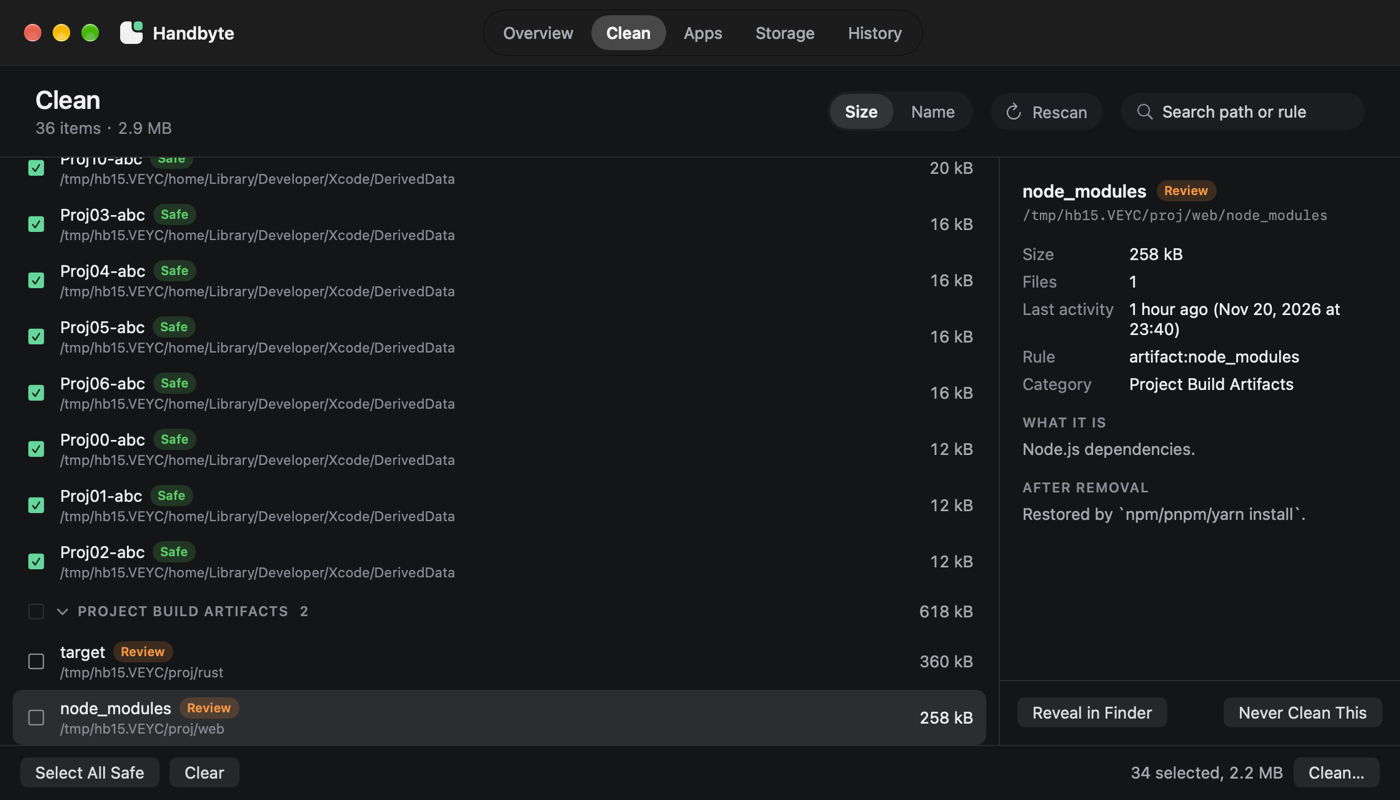 Handbyte
Overview
Clean
Apps
Storage
History
Clean
36 items · 2.9 MB
Size
Name
Rescan
Search path or rule
Proj10-abc Safe
/tmp/hb15.VEYC/home/Library/Developer/Xcode/DerivedData
20 kB
Proj03-abc Safe
/tmp/hb15.VEYC/home/Library/Developer/Xcode/DerivedData
16 kB
Proj04-abc Safe
/tmp/hb15.VEYC/home/Library/Developer/Xcode/DerivedData
16 kB
Proj05-abc Safe
/tmp/hb15.VEYC/home/Library/Developer/Xcode/DerivedData
16 kB
Proj06-abc Safe
/tmp/hb15.VEYC/home/Library/Developer/Xcode/DerivedData
16 kB
Proj00-abc Safe
/tmp/hb15.VEYC/home/Library/Developer/Xcode/DerivedData
12 kB
Proj01-abc Safe
/tmp/hb15.VEYC/home/Library/Developer/Xcode/DerivedData
12 kB
Proj02-abc Safe
/tmp/hb15.VEYC/home/Library/Developer/Xcode/DerivedData
12 kB
PROJECT BUILD ARTIFACTS 2
618 kB
target Review
/tmp/hb15.VEYC/proj/rust
360 kB
node_modules Review
/tmp/hb15.VEYC/proj/web
258 kB
node_modules Review
/tmp/hb15.VEYC/proj/web/node_modules
Size 258 kB
Files 1
Last activity 1 hour ago (Nov 20, 2026 at
23:40)
Rule artifact:node_modules
Category Project Build Artifacts
WHAT IT IS
Node.js dependencies.
AFTER REMOVAL
Restored by `npm/pnpm/yarn install`.
Reveal in Finder
Never Clean This
Select All Safe
Clear
34 selected, 2.2 MB
Clean...